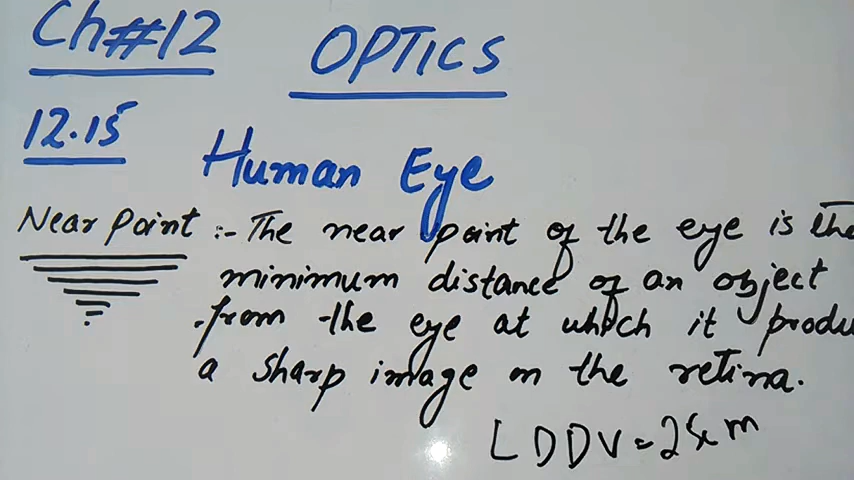 Ch#12
OPTICS
12.15
Human Eye
Near Point :- The near point of the eye is the
minimum distance of an object
from the eye at which it produ
a sharp image on the retina.
LDDV = 25cm